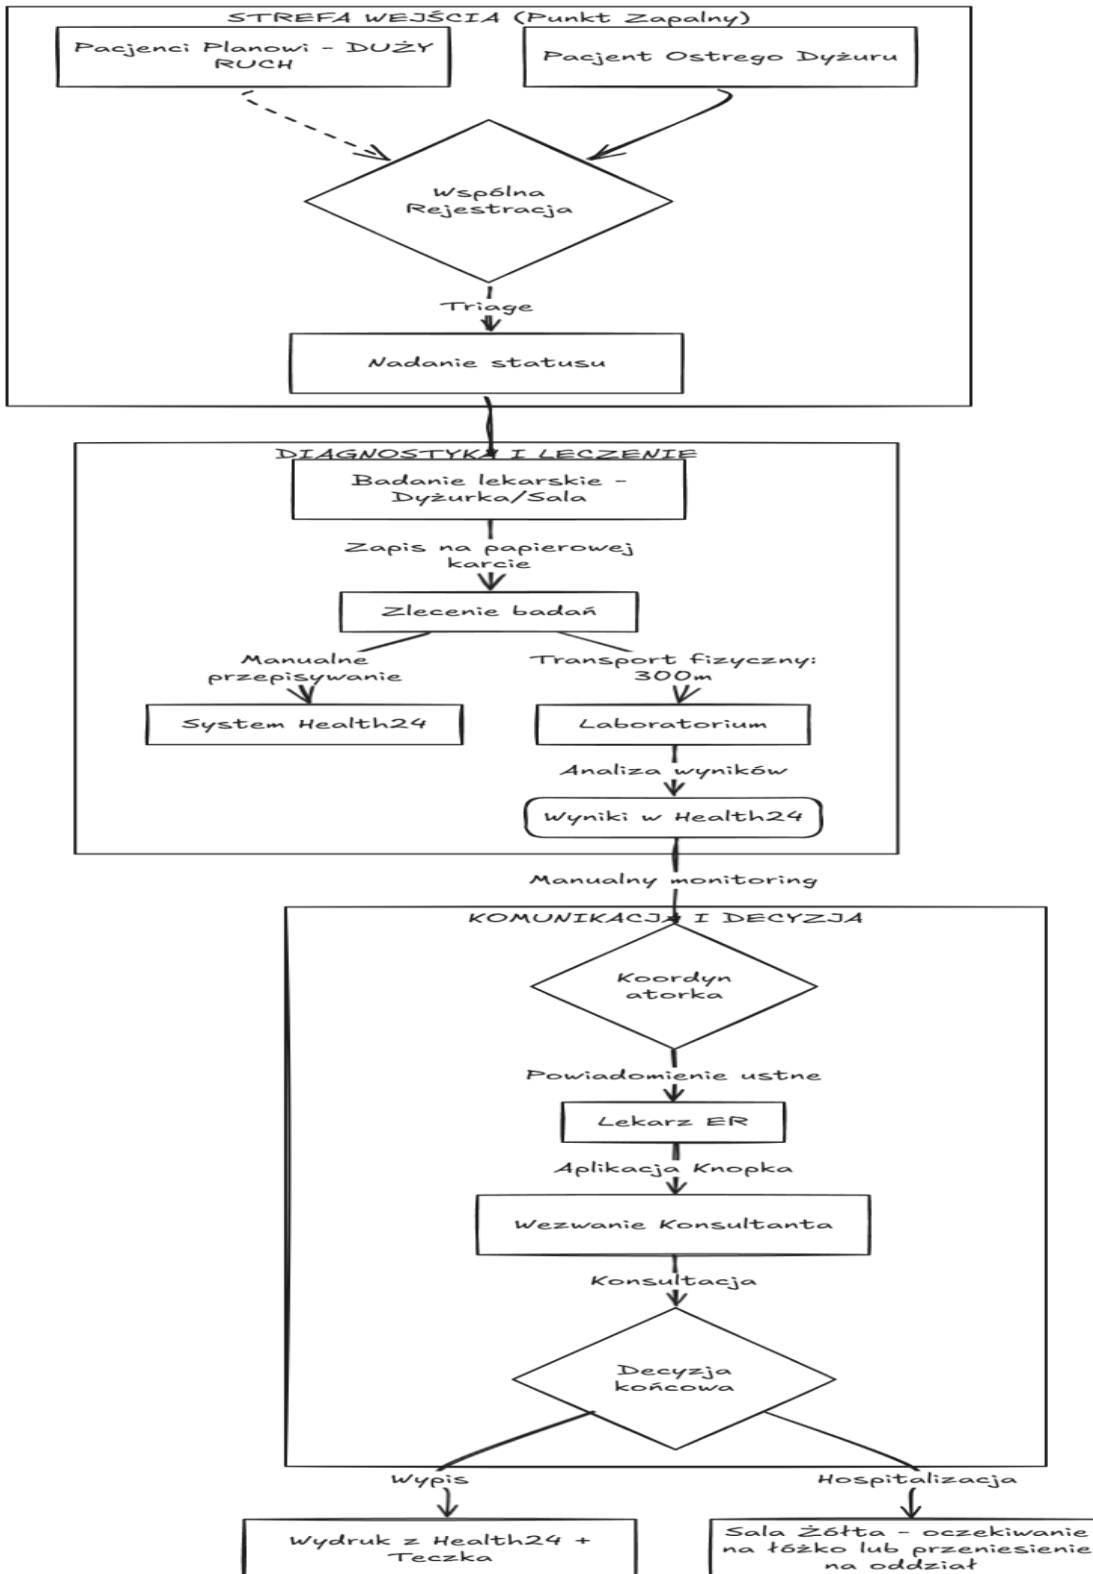 STREFA WEJŚCIA (Punkt Zapalny)
Pacjenci Planowi - DUŻY
RUCH
Pacjent Ostrego Dyżuru
Wspólna
Rejestracja
Triage
Nadanie statusu
DIAGNOSTYKA I LECZENIE
Badanie lekarskie -
Dyżurka/Sala
Zapis na papierowej
karcie
Zlecenie badań
Manualne
przepisywanie
Transport fizyczny:
300m
System Health24
Laboratorium
Analiza wyników
Wyniki w Health24
Manualny monitoring
KOMUNIKACJA I DECYZJA
Koordyn
atorka
Powiadomienie ustne
Lekarz ER
Aplikacja Knopka
Wezwanie Konsultanta
Konsultacja
Decyzja
końcowa
Wypis
Hospitalizacja
Wydruk z Health24 +
Teczka
Sala Żółta - oczekiwanie
na łóżko lub przeniesienie
na oddział